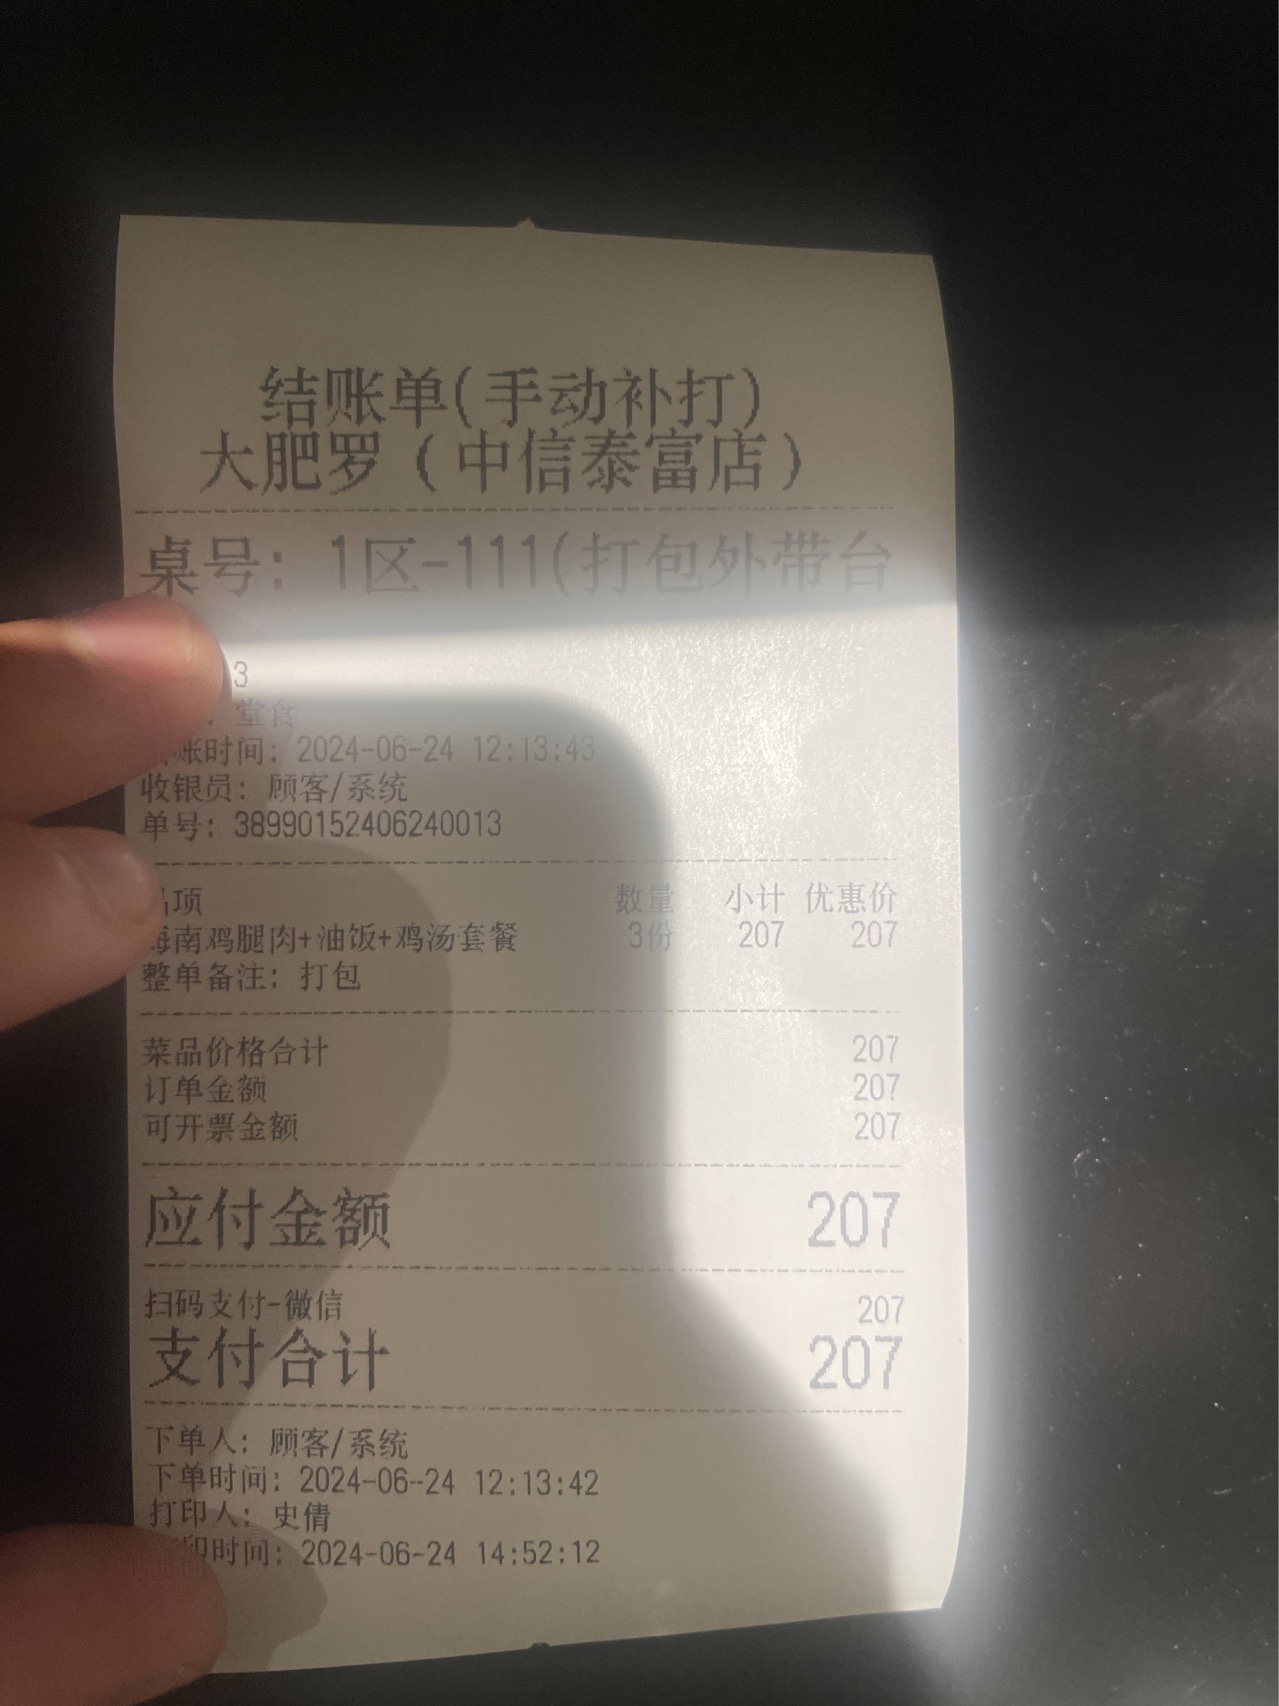 结账单(手动补打)
大肥罗（中信泰富店）
桌号: 1区-111(打包外带台
3
: 堂食
账时间: 2024-06-24 12:13:43
收银员: 顾客/系统
单号: 38990152406240013
品项 数量 小计 优惠价
海南鸡腿肉+油饭+鸡汤套餐 3份 207 207
整单备注: 打包
菜品价格合计 207
订单金额 207
可开票金额 207
应付金额 207
扫码支付-微信 207
支付合计 207
下单人: 顾客/系统
下单时间: 2024-06-24 12:13:42
打印人: 史倩
印时间: 2024-06-24 14:52:12